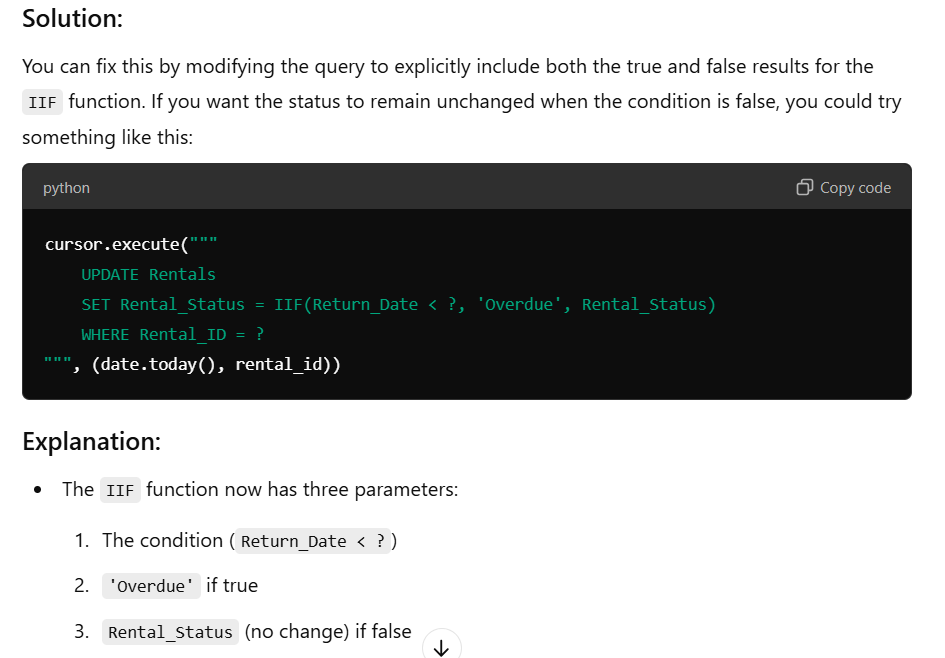 Solution:
You can fix this by modifying the query to explicitly include both the true and false results for the
IIF function. If you want the status to remain unchanged when the condition is false, you could try
something like this:
python Copy code
cursor.execute("""
    UPDATE Rentals
    SET Rental_Status = IIF(Return_Date < ?, 'Overdue', Rental_Status)
    WHERE Rental_ID = ?
""", (date.today(), rental_id))
Explanation:
• The IIF function now has three parameters:
1. The condition ( Return_Date < ? )
2. 'Overdue' if true
3. Rental_Status (no change) if false